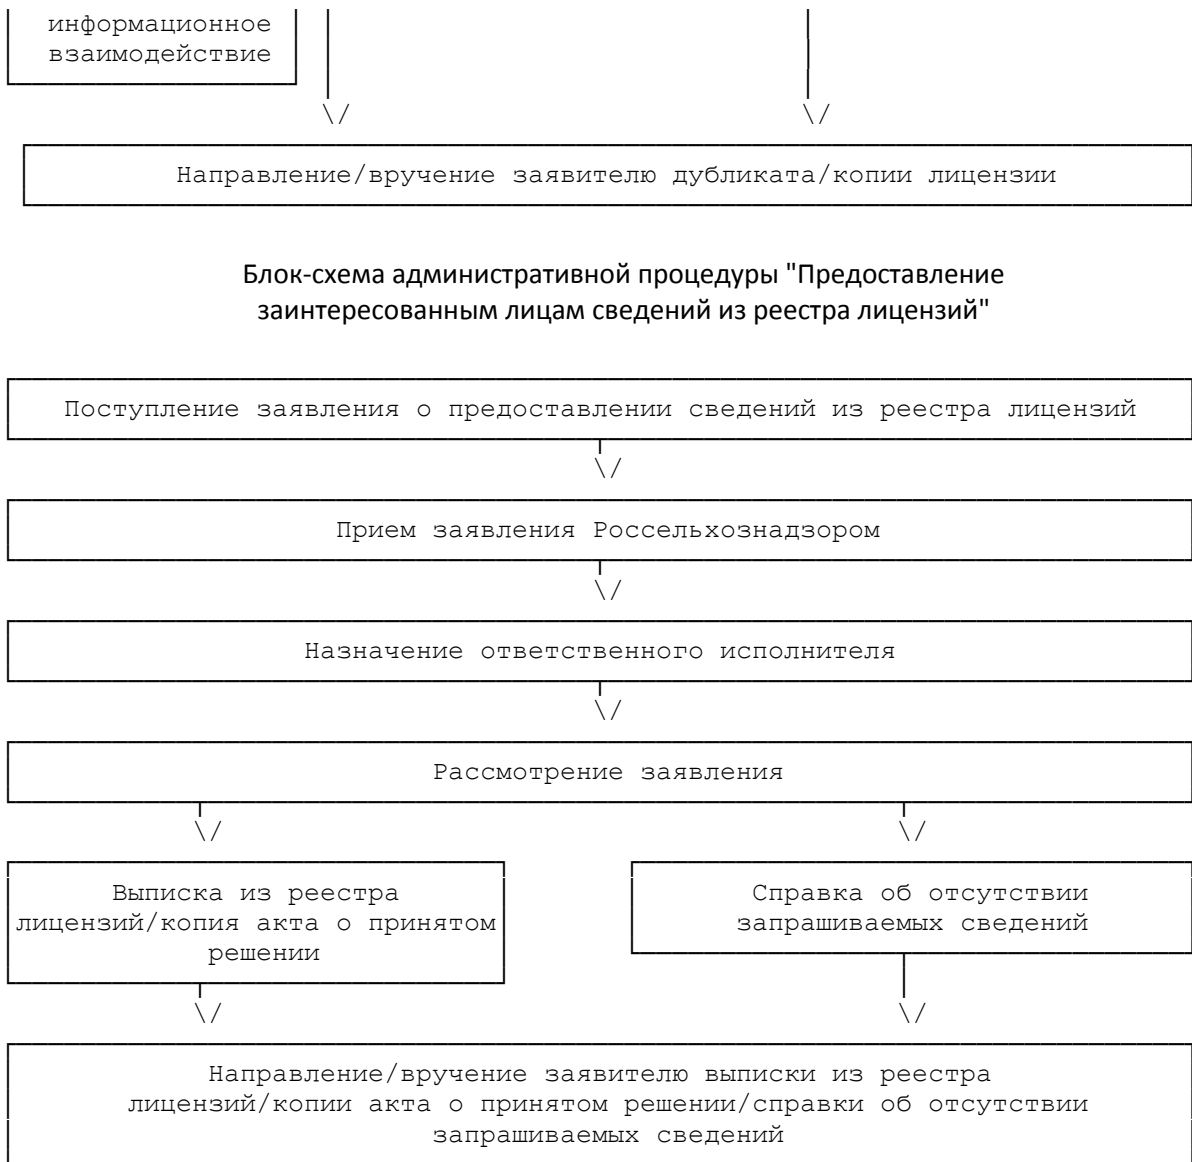 информационное
взаимодействие
Направление/вручение заявителю дубликата/копии лицензии
Блок-схема административной процедуры "Предоставление
заинтересованным лицам сведений из реестра лицензий"
Поступление заявления о предоставлении сведений из реестра лицензий
Прием заявления Россельхознадзором
Назначение ответственного исполнителя
Рассмотрение заявления
Выписка из реестра
лицензий/копия акта о принятом
решении
Справка об отсутствии
запрашиваемых сведений
Направление/вручение заявителю выписки из реестра
лицензий/копии акта о принятом решении/справки об отсутствии
запрашиваемых сведений